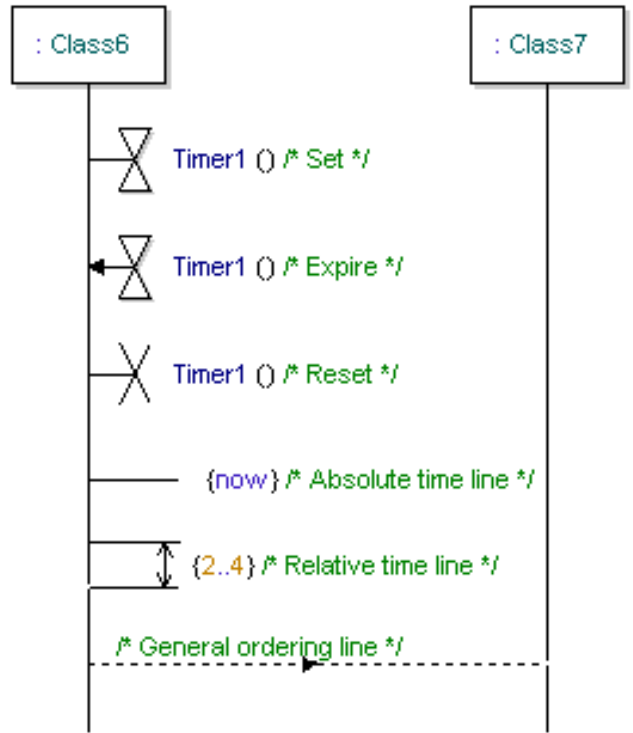 : Class6
: Class7
Timer1 () /* Set */
Timer1 () /* Expire */
Timer1 () /* Reset */
{now} /* Absolute time line */
{2..4} /* Relative time line */
/* General ordering line */